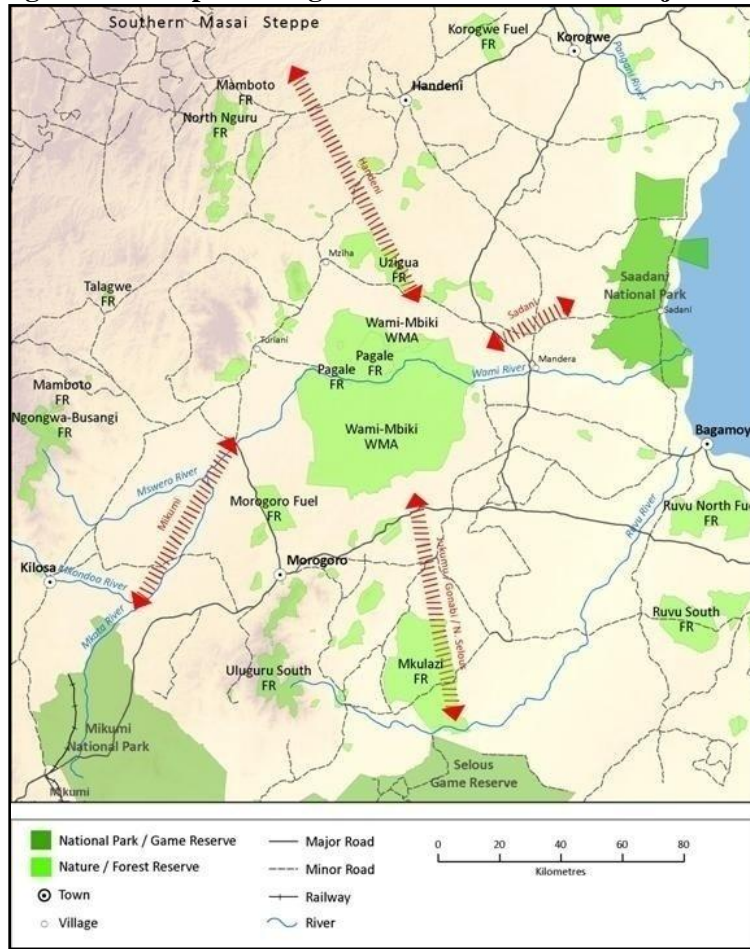 Southern Masai Steppe
Korogwe Fuel
FR
Korogwe
Pangani River
Mamboto
FR
Handeni
North Nguru
FR
Handeni
Mziha
Uzigua
FR
Talagwe
FR
Saadani
National Park
Sadani
Sadani
Wami-Mbiki
WMA
Turiani
Pagale
FR
Pagale
FR
Mandera
Wami River
Mamboto
FR
Ngongwa-Busangi
FR
Wami-Mbiki
WMA
Bagamoy
Mswero River
Mikumi
Morogoro Fuel
FR
Ruvu River
Ruvu North Fue
FR
Kilosa
Mkondoa River
Morogoro
Jukumu / Gonabi / N. Selous
Mkata River
Ruvu South
FR
Uluguru South
FR
Mkulazi
FR
Mikumi
National Park
Selous
Game Reserve
Mikumi
National Park / Game Reserve
Nature / Forest Reserve
Town
Village
Major Road
Minor Road
Railway
River
0 20 40 60 80
Kilometres